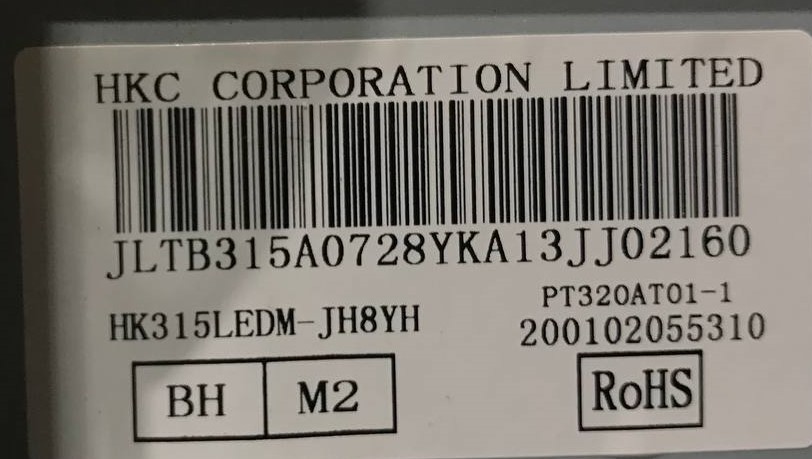 HKC CORPORATION LIMITED
JLTB315A0728YKA13JJ02160
HK315LEDM-JH8YH
PT320AT01-1
200102055310
BH M2
RoHS